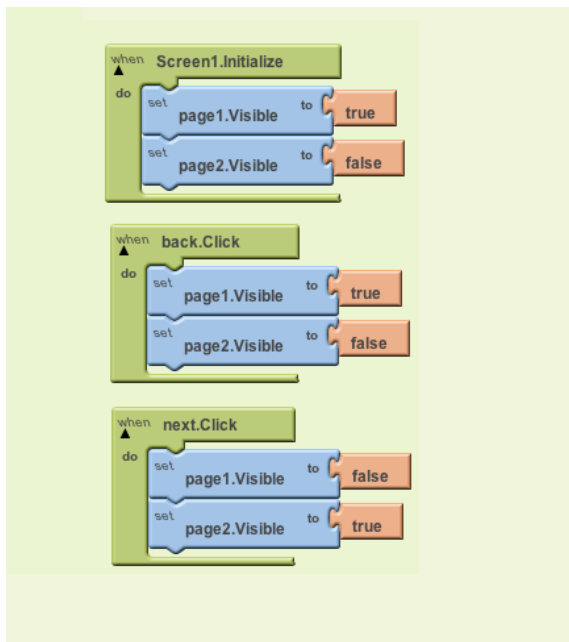 when Screen1.Initialize
do
set page1.Visible to true
set page2.Visible to false
when back.Click
do
set page1.Visible to true
set page2.Visible to false
when next.Click
do
set page1.Visible to false
set page2.Visible to true